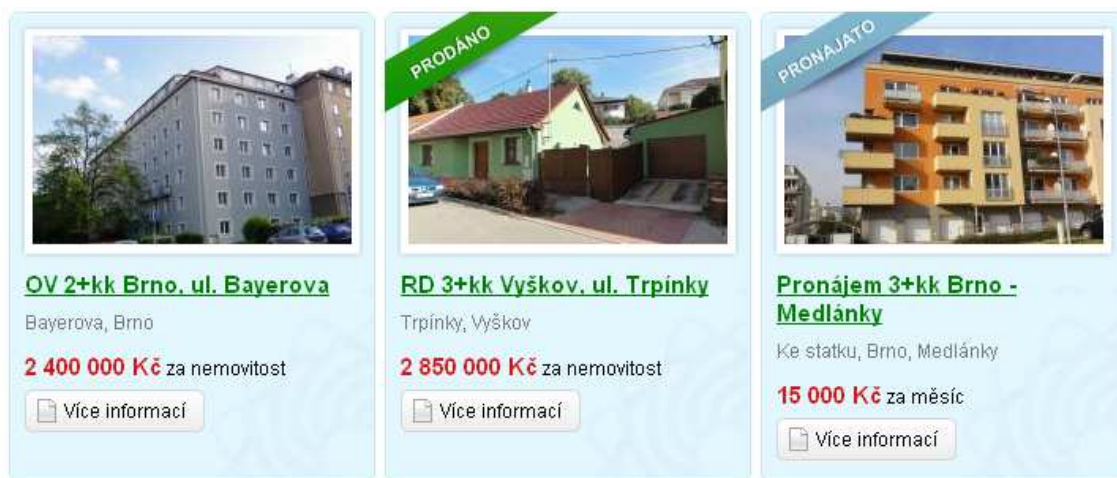 OV 2+kk Brno, ul. Bayerova
Bayerova, Brno
2 400 000 Kč za nemovitost
Více informací
PRODÁNO
RD 3+kk Vyškov, ul. Trpínky
Trpínky, Vyškov
2 850 000 Kč za nemovitost
Více informací
PRONAJATO
Pronájem 3+kk Brno -
Medlánky
Ke statku, Brno, Medlánky
15 000 Kč za měsíc
Více informací